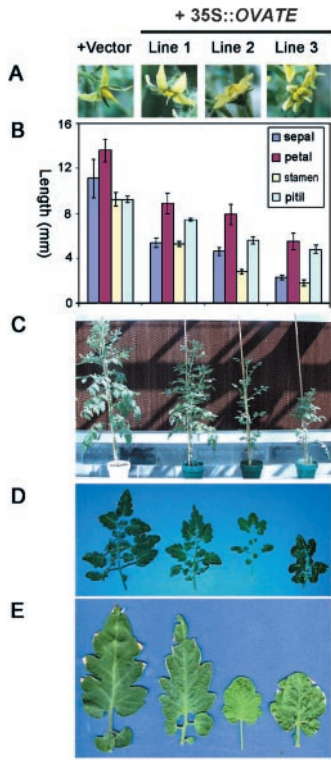 + 35S::OVATE
+Vector Line 1 Line 2 Line 3
A
B
Length (mm)
16
12
8
4
0
sepal
petal
stamen
pitil
C
D
E